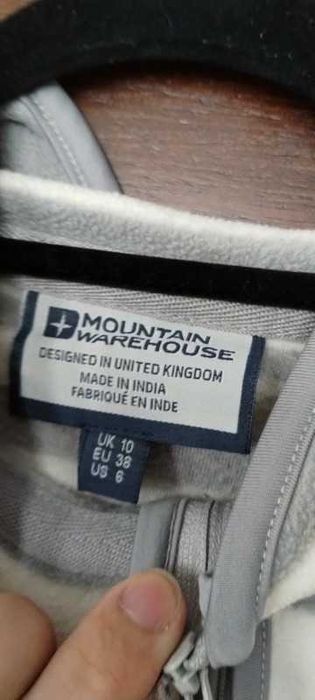 MOUNTAIN
WAREHOUSE
DESIGNED IN UNITED KINGDOM
MADE IN INDIA
FABRIQUÉ EN INDE
UK 10
EU 38
US 6